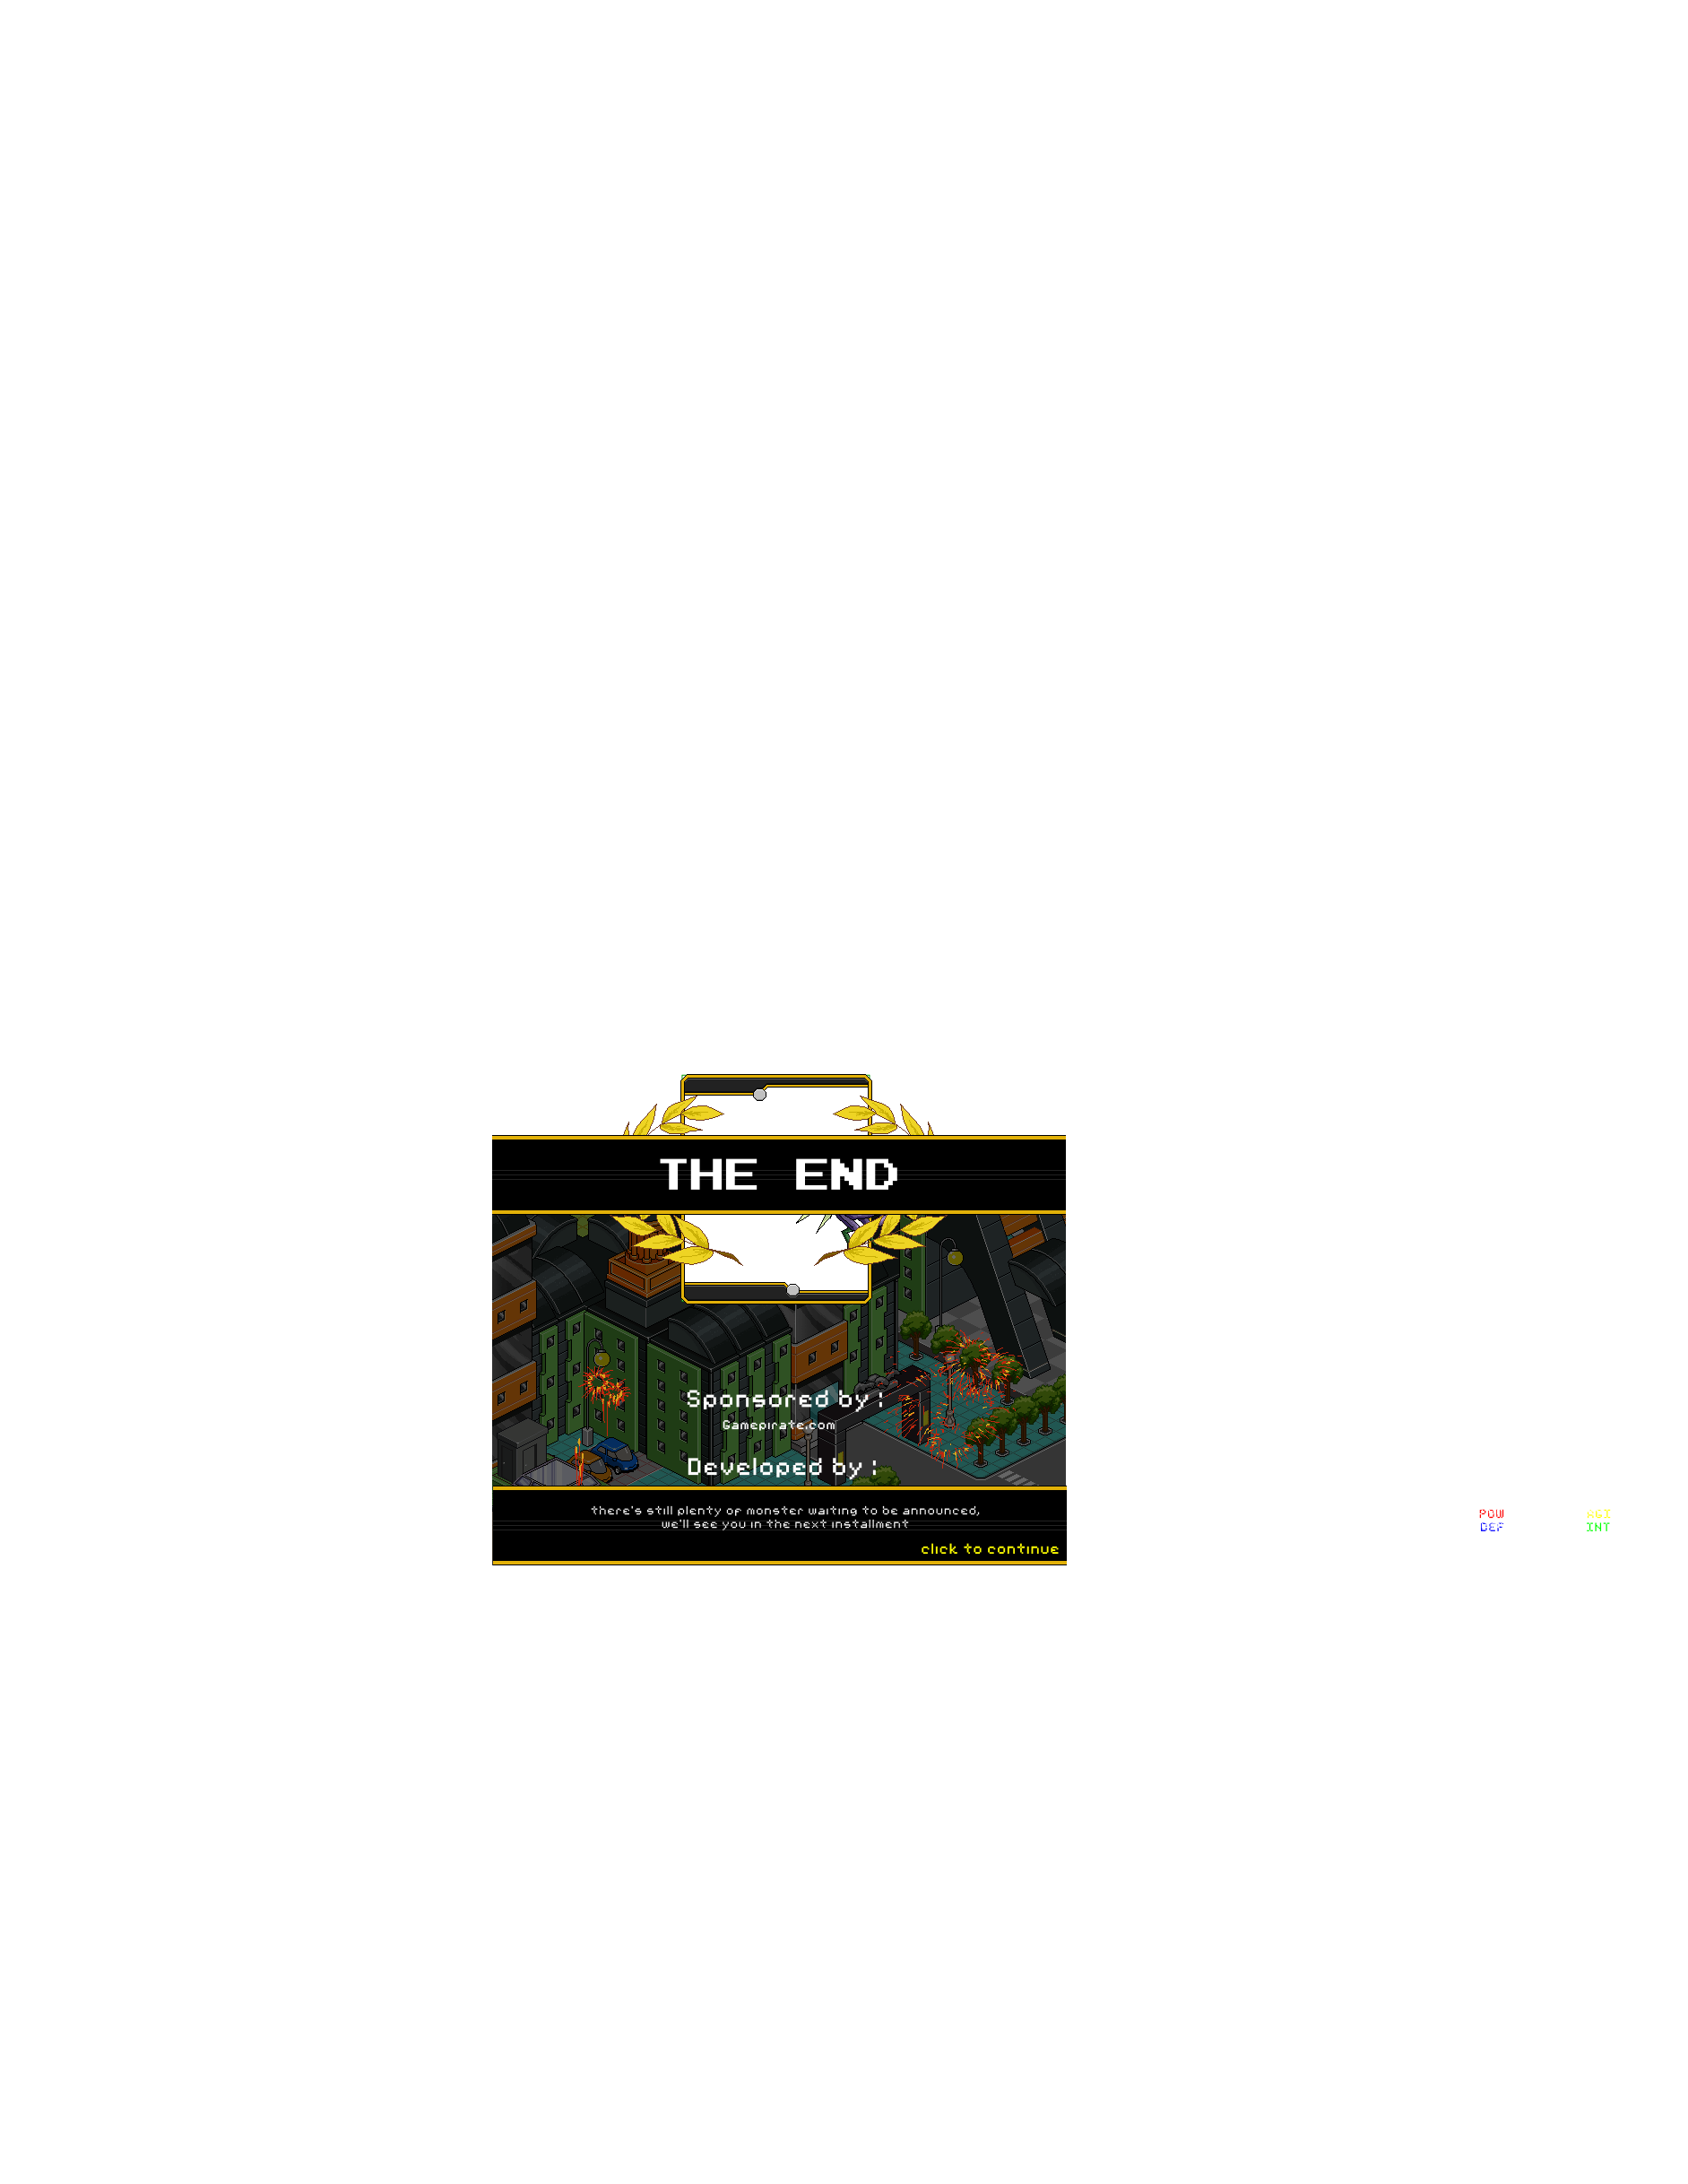 THE END
Sponsored by :
Gamepirate.com
Developed by :
there's still plenty of monster waiting to be announced,
we'll see you in the next installment
click to continue
POW AGI
DEF INT